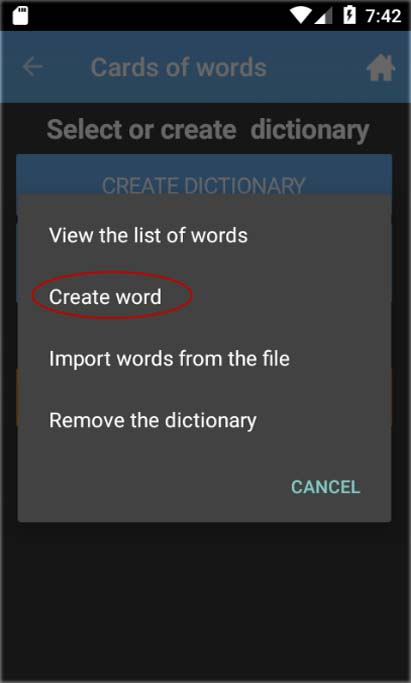 7:42
Cards of words
Select or create dictionary
CREATE DICTIONARY
View the list of words
Create word
Import words from the file
Remove the dictionary
CANCEL